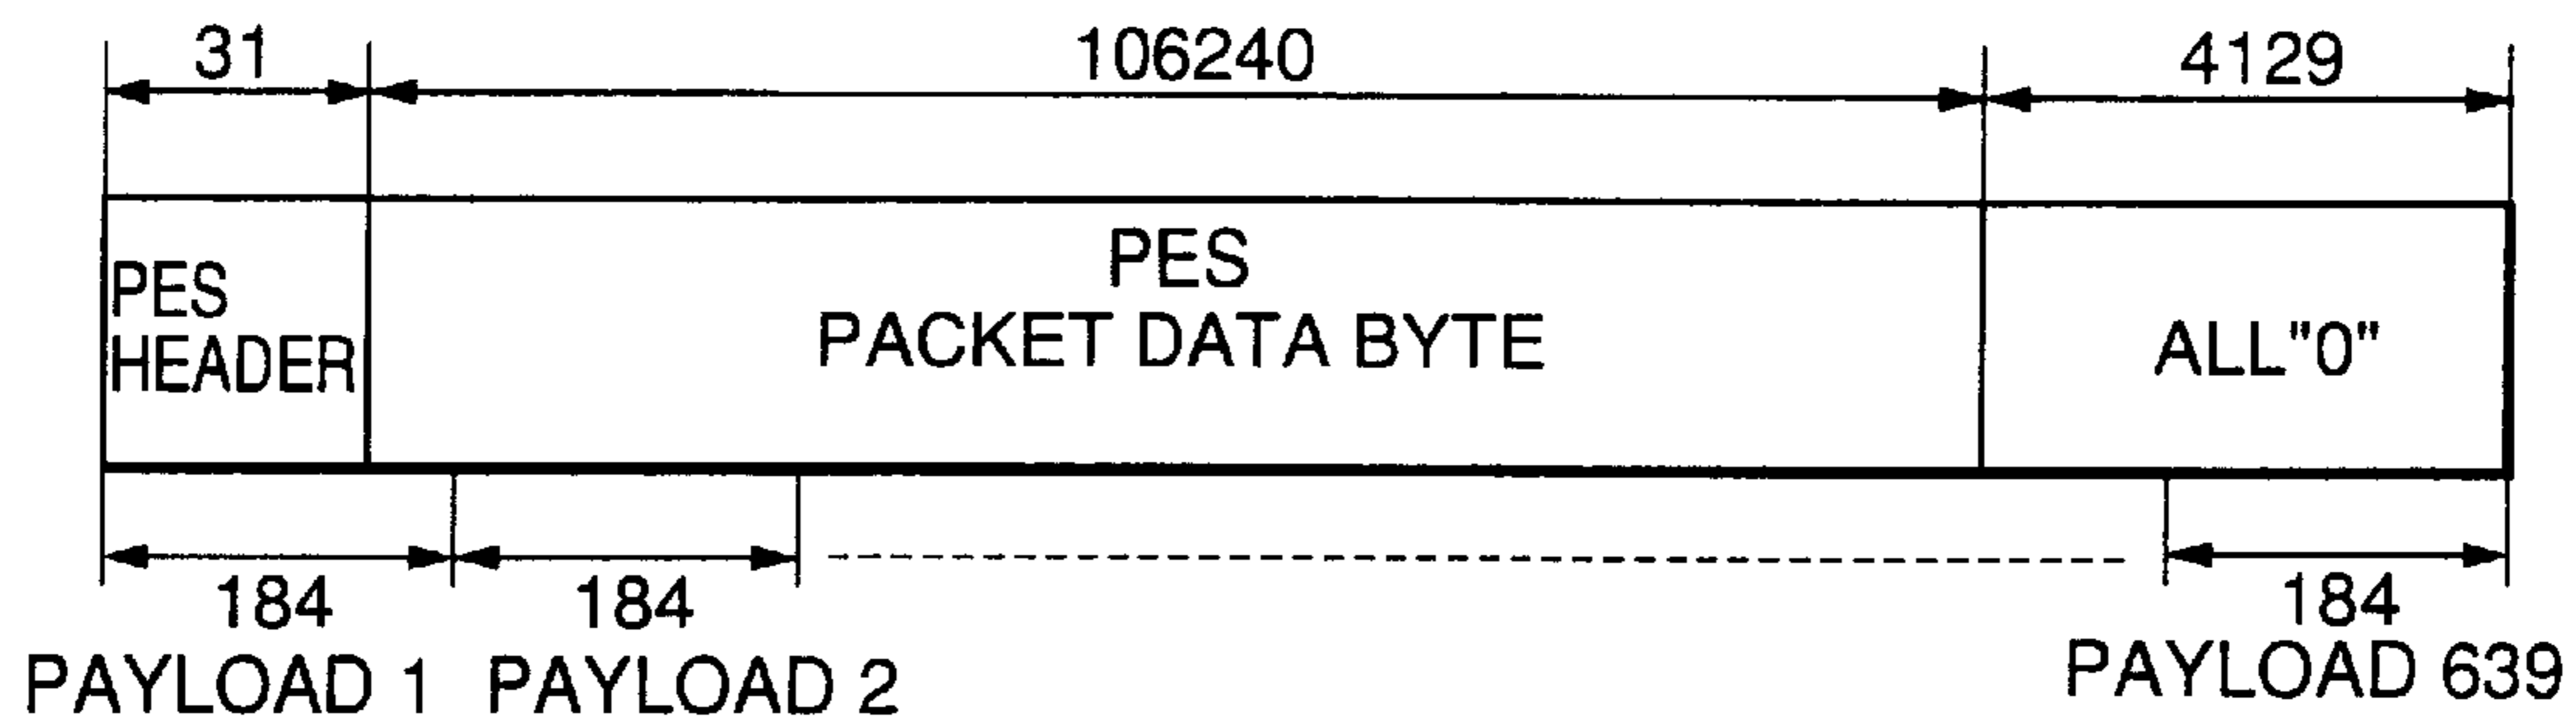 31
106240
4129
PES
HEADER
PES
PACKET DATA BYTE
ALL"0"
184
184
184
PAYLOAD 1
PAYLOAD 2
PAYLOAD 639